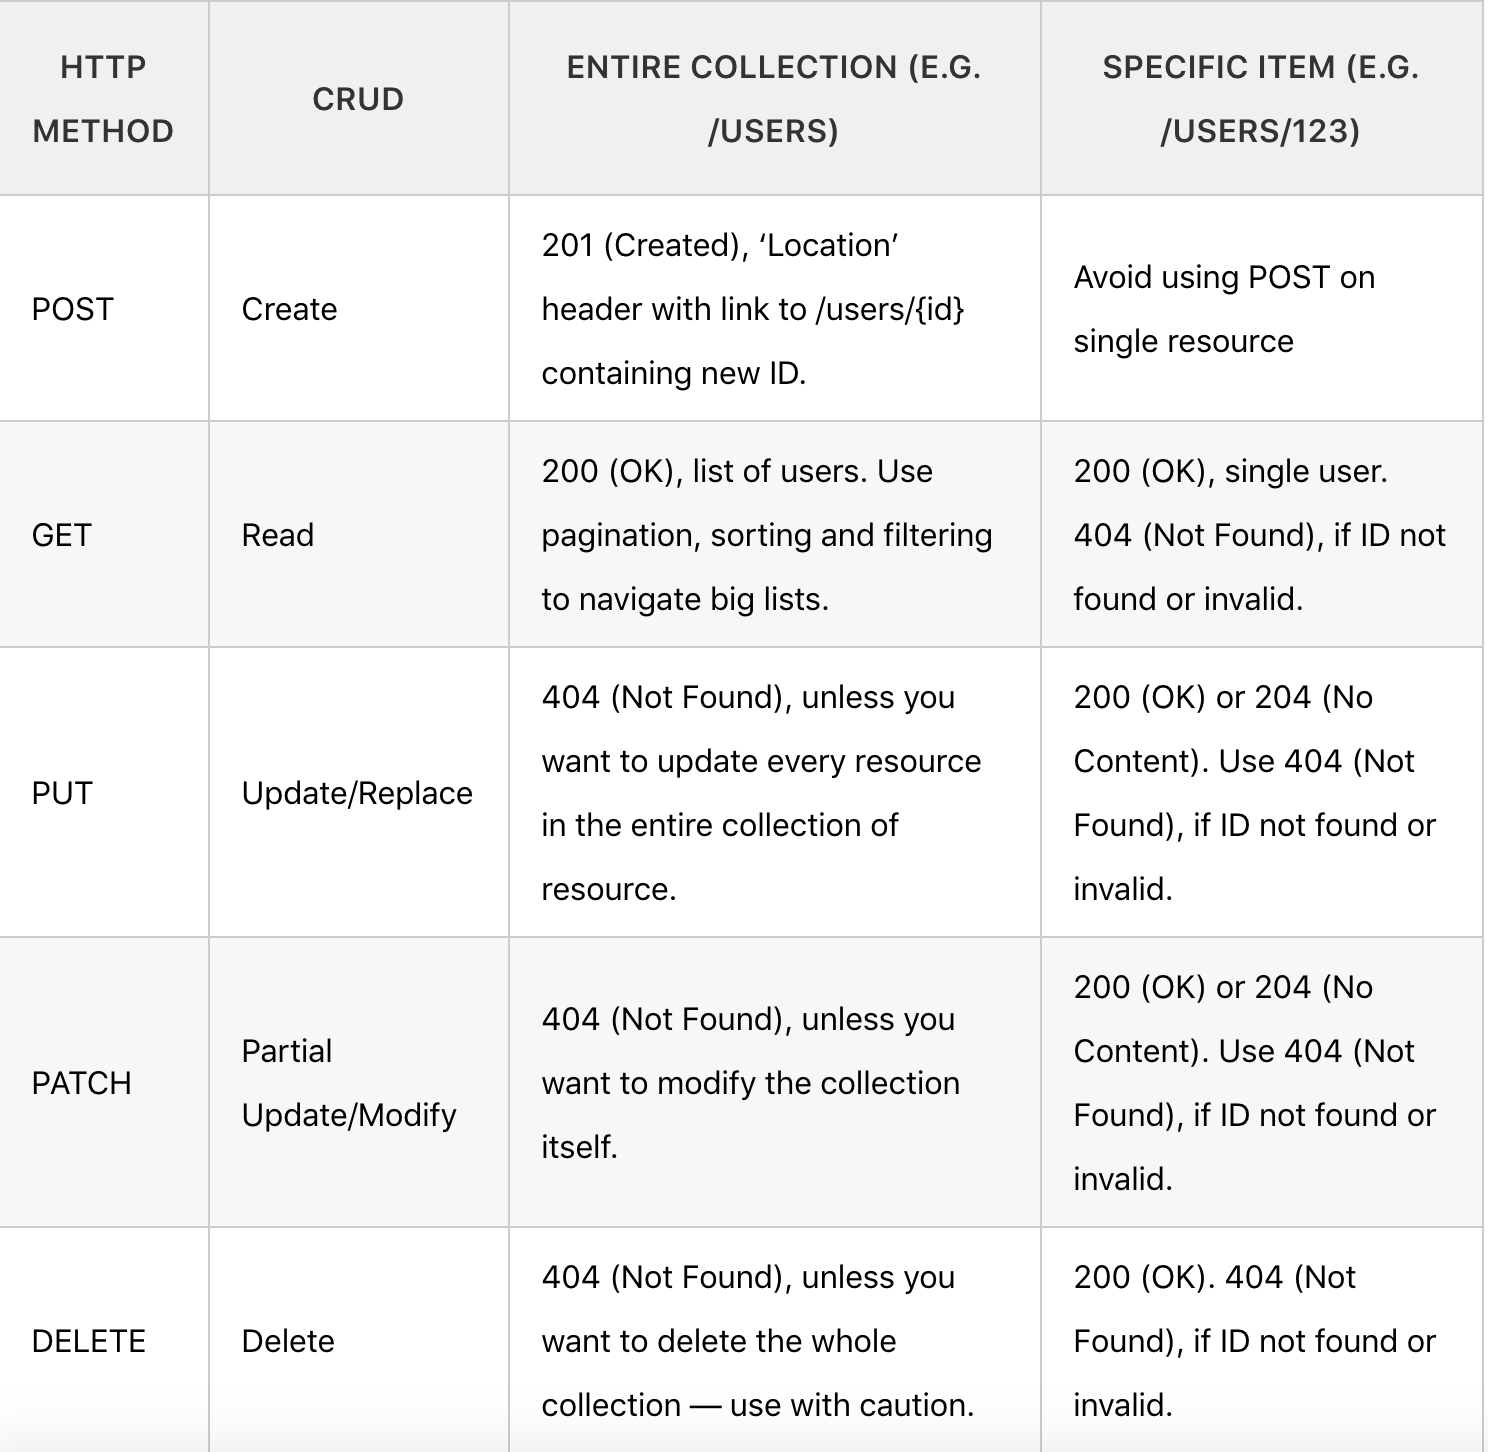 HTTP
METHOD
CRUD
ENTIRE COLLECTION (E.G.
/USERS)
SPECIFIC ITEM (E.G.
/USERS/123)
POST
Create
201 (Created), ‘Location’
header with link to /users/{id}
containing new ID.
Avoid using POST on
single resource
GET
Read
200 (OK), list of users. Use
pagination, sorting and filtering
to navigate big lists.
200 (OK), single user.
404 (Not Found), if ID not
found or invalid.
PUT
Update/Replace
404 (Not Found), unless you
want to update every resource
in the entire collection of
resource.
200 (OK) or 204 (No
Content). Use 404 (Not
Found), if ID not found or
invalid.
PATCH
Partial
Update/Modify
404 (Not Found), unless you
want to modify the collection
itself.
200 (OK) or 204 (No
Content). Use 404 (Not
Found), if ID not found or
invalid.
DELETE
Delete
404 (Not Found), unless you
want to delete the whole
collection — use with caution.
200 (OK). 404 (Not
Found), if ID not found or
invalid.